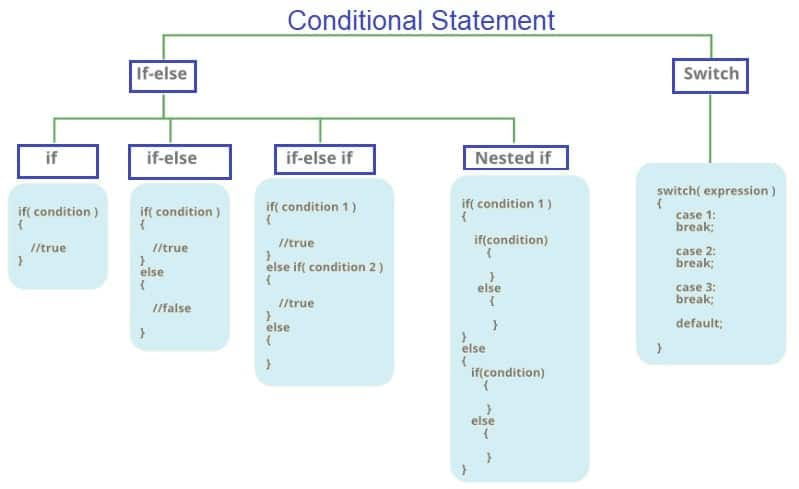 Conditional Statement
If-else
Switch
if
if( condition )
{
//true
}
if-else
if( condition )
{
//true
}
else
{
//false
}
if-else if
if( condition 1 )
{
//true
}
else if( condition 2 )
{
//true
}
else
{
}
Nested if
if( condition 1 )
{
if(condition)
{
}
else
{
}
}
else
{
if(condition)
{
}
else
{
}
}
switch( expression )
{
case 1:
break;
case 2:
break;
case 3:
break;
default;
}